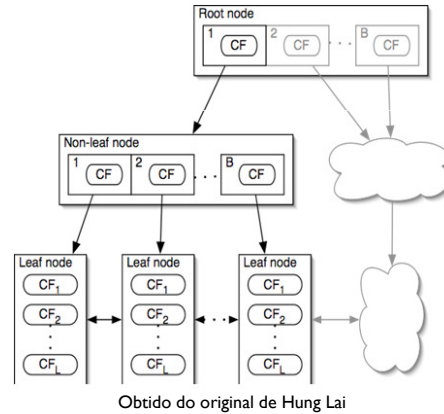 Root node
1 CF 2 CF . . . B CF
Non-leaf node
1 CF 2 CF . . . B CF
Leaf node Leaf node Leaf node
CF1 CF1 CF1
CF2 CF2 CF2
CFL CFL CFL
Obtido do original de Hung Lai